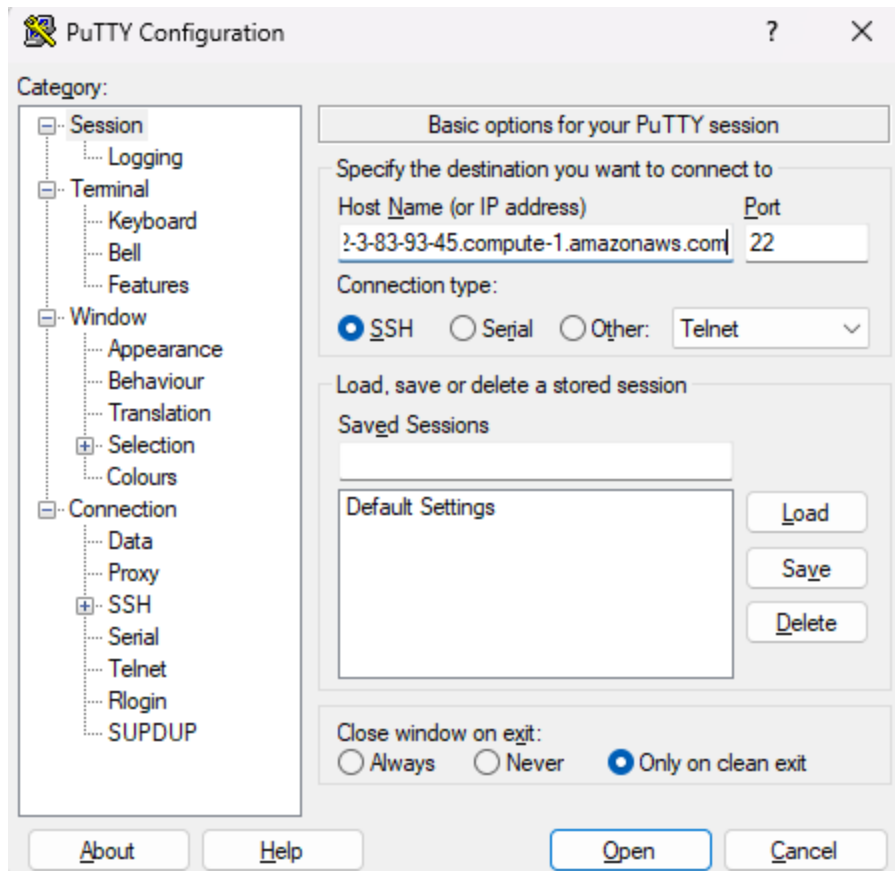 PuTTY Configuration
?
Category:
Session
Logging
Terminal
Keyboard
Bell
Features
Window
Appearance
Behaviour
Translation
Selection
Colours
Connection
Data
Proxy
SSH
Serial
Telnet
Rlogin
SUPDUP
Basic options for your PuTTY session
Specify the destination you want to connect to
Host Name (or IP address) Port
2-3-83-93-45.compute-1.amazonaws.com 22
Connection type:
SSH Serial Other: Telnet
Load, save or delete a stored session
Saved Sessions
Default Settings
Load
Save
Delete
Close window on exit:
Always Never Only on clean exit
About Help Open Cancel